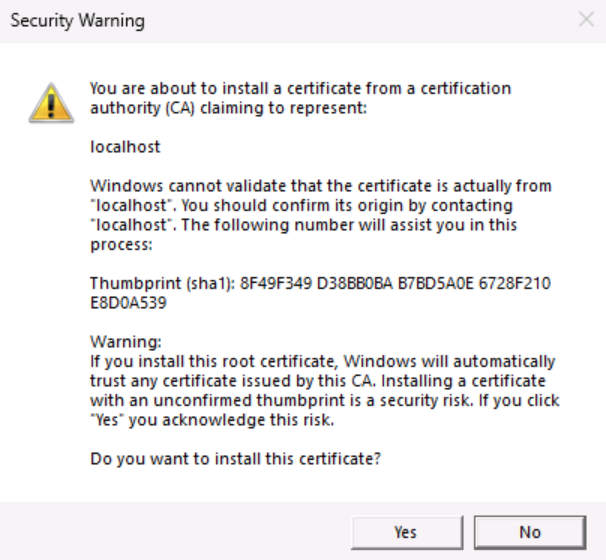 Security Warning
You are about to install a certificate from a certification
authority (CA) claiming to represent:
localhost
Windows cannot validate that the certificate is actually from
"localhost". You should confirm its origin by contacting
"localhost". The following number will assist you in this
process:
Thumbprint (sha1): 8F49F349 D38BB0BA B7BD5A0E 6728F210
E8D0A539
Warning:
If you install this root certificate, Windows will automatically
trust any certificate issued by this CA. Installing a certificate
with an unconfirmed thumbprint is a security risk. If you click
"Yes" you acknowledge this risk.
Do you want to install this certificate?
Yes
No